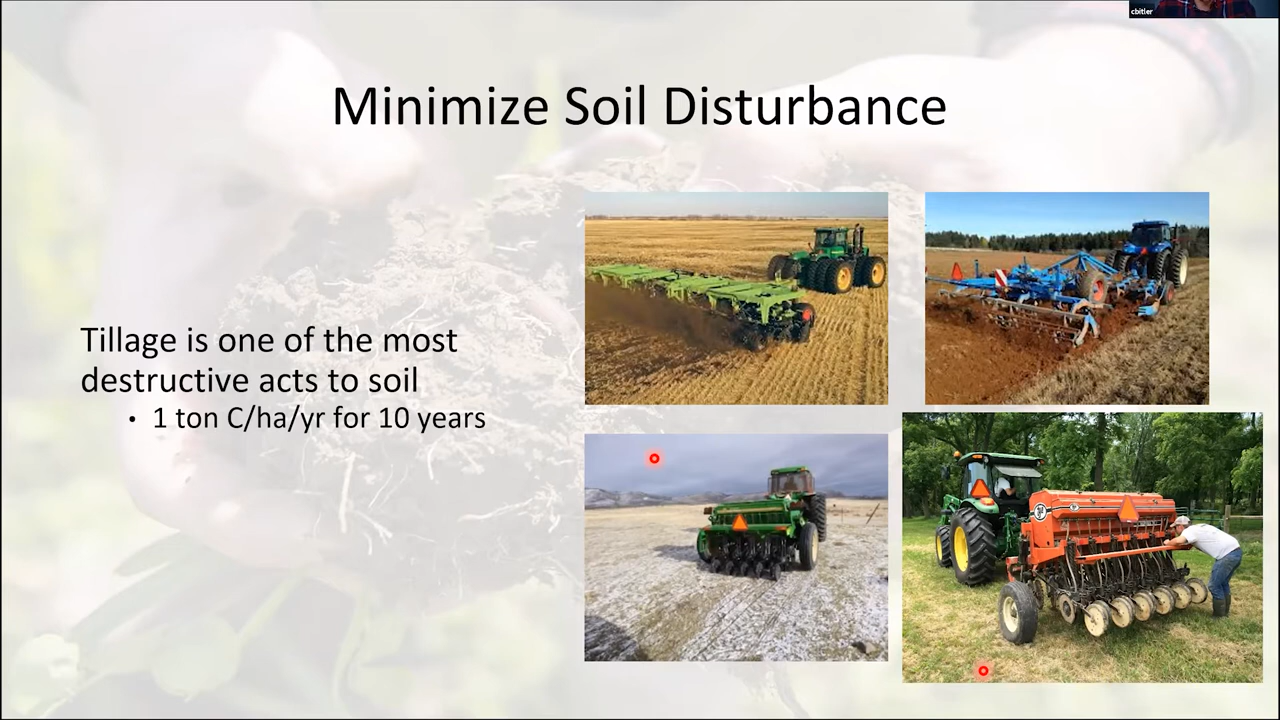 cbitler
Minimize Soil Disturbance
Tillage is one of the most
destructive acts to soil
• 1 ton C/ha/yr for 10 years